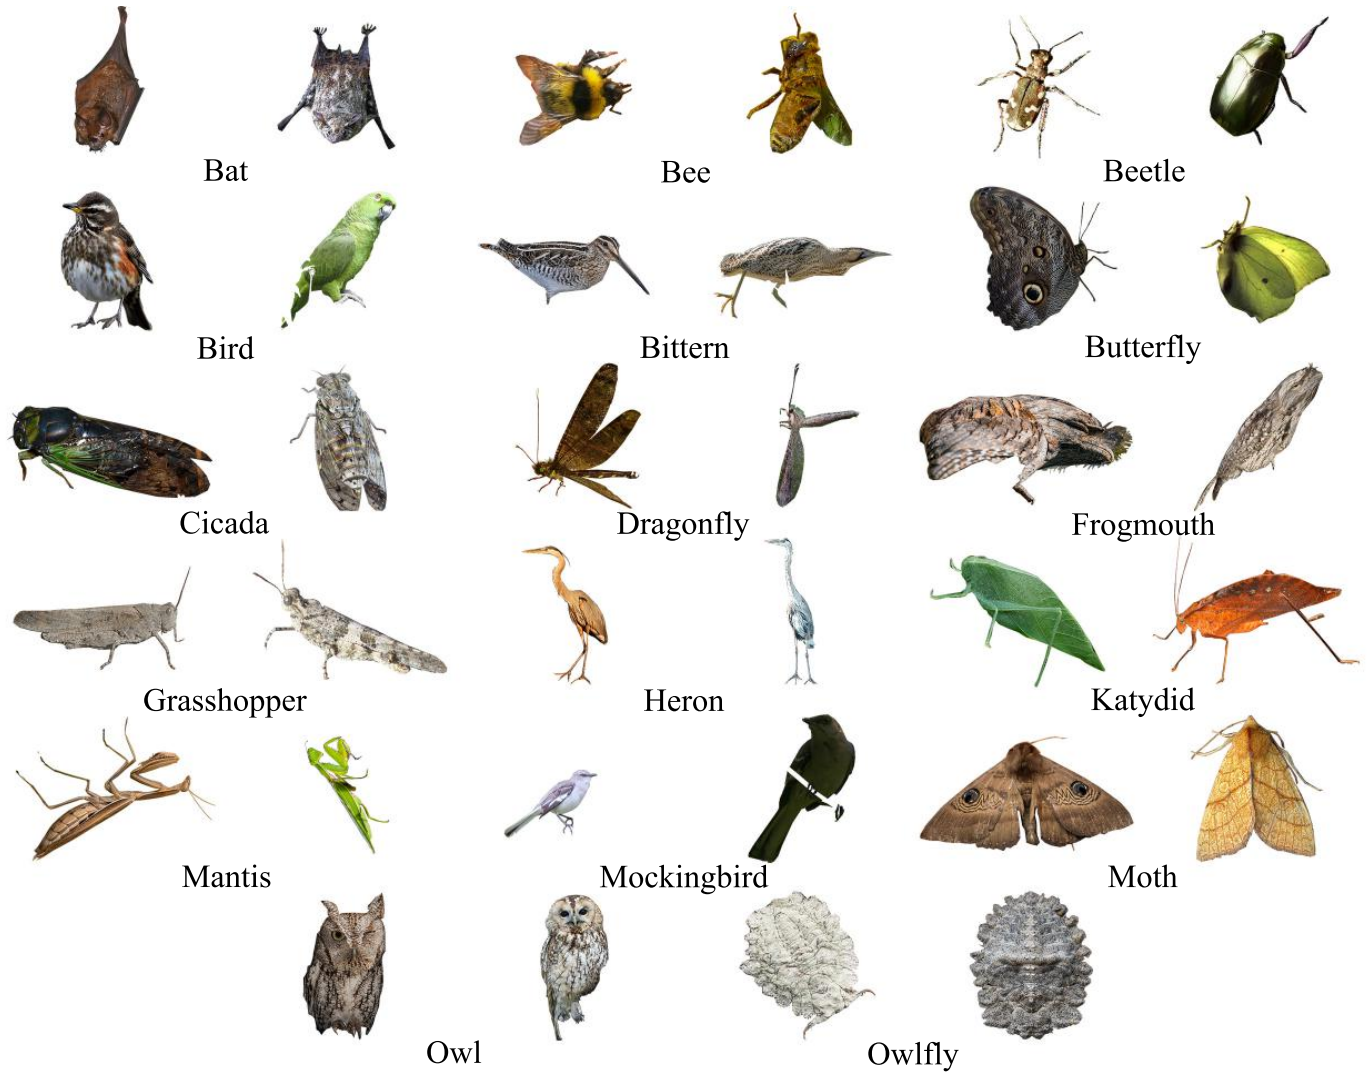 Bat
Bee
Beetle
Bird
Bittern
Butterfly
Cicada
Dragonfly
Frogmouth
Grasshopper
Heron
Katydid
Mantis
Mockingbird
Moth
Owl
Owlfly